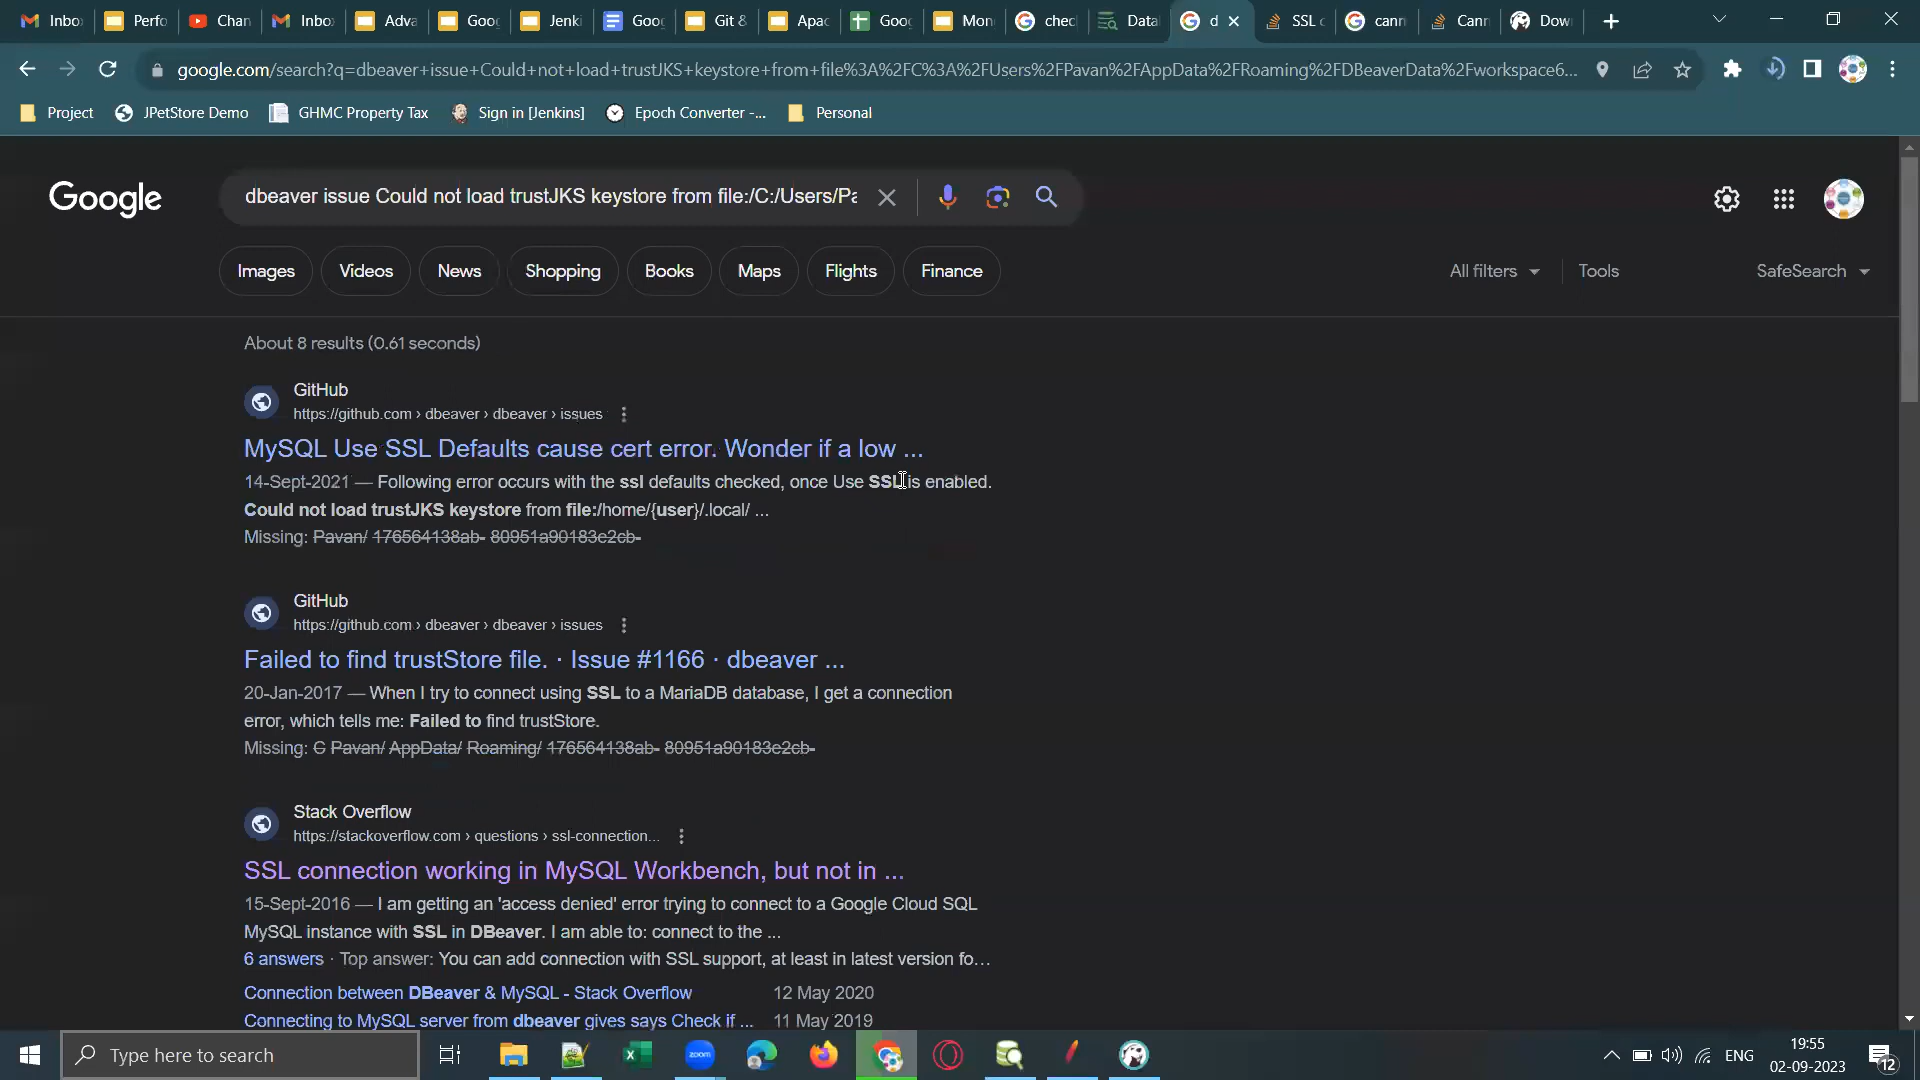 Inbo Perfo Chan Inbo Adva Goog Jenki Goog Git & Apac Goog Mon chec Data d SSL c cann Cann Dow
google.com/search?q=dbeaver+issue+Could+not+load+trustJKS+keystore+from+file%3A%2FC%3A%2FUsers%2FPavan%2FAppData%2FRoaming%2FDBeaverData%2Fworkspace6...
Project JPetStore Demo GHMC Property Tax Sign in [Jenkins] Epoch Converter -... Personal
Google
dbeaver issue Could not load trustJKS keystore from file:/C:/Users/Pa
Images Videos News Shopping Books Maps Flights Finance All filters Tools SafeSearch
About 8 results (0.61 seconds)
GitHub
https://github.com › dbeaver › dbeaver › issues
MySQL Use SSL Defaults cause cert error. Wonder if a low ...
14-Sept-2021 — Following error occurs with the ssl defaults checked, once Use SSL is enabled.
Could not load trustJKS keystore from file:/home/{user}/.local/ ...
Missing: Pavan/ 176564138ab- 80951a90183e2cb-
GitHub
https://github.com › dbeaver › dbeaver › issues
Failed to find trustStore file. · Issue #1166 · dbeaver ...
20-Jan-2017 — When I try to connect using SSL to a MariaDB database, I get a connection
error, which tells me: Failed to find trustStore.
Missing: C Pavan/ AppData/ Roaming/ 176564138ab- 80951a90183e2cb-
Stack Overflow
https://stackoverflow.com › questions › ssl-connection...
SSL connection working in MySQL Workbench, but not in ...
15-Sept-2016 — I am getting an 'access denied' error trying to connect to a Google Cloud SQL
MySQL instance with SSL in DBeaver. I am able to: connect to the ...
6 answers · Top answer: You can add connection with SSL support, at least in latest version fo...
Connection between DBeaver & MySQL - Stack Overflow 12 May 2020
Connecting to MySQL server from dbeaver gives says Check if ... 11 May 2019
Type here to search
zoom
ENG
19:55
02-09-2023
12